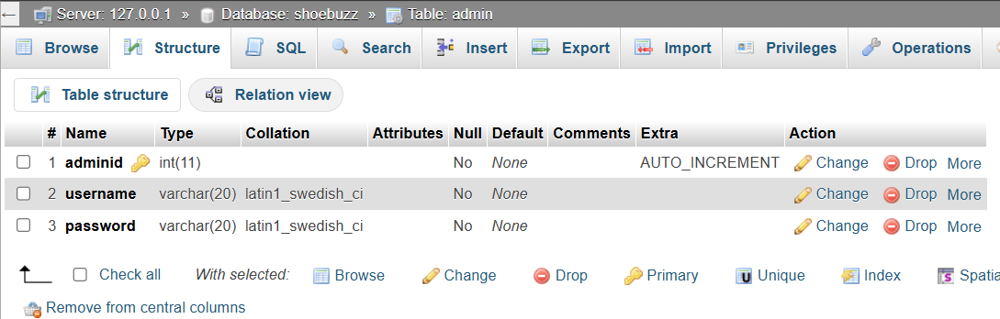 ← Server: 127.0.0.1 » Database: shoebuzz » Table: admin
Browse Structure SQL Search Insert Export Import Privileges Operations
Table structure Relation view
# Name Type Collation Attributes Null Default Comments Extra Action
1 adminid int(11) No None AUTO_INCREMENT Change Drop More
2 username varchar(20) latin1_swedish_ci No None Change Drop More
3 password varchar(20) latin1_swedish_ci No None Change Drop More
Check all With selected: Browse Change Drop Primary Unique Index Spatia
Remove from central columns